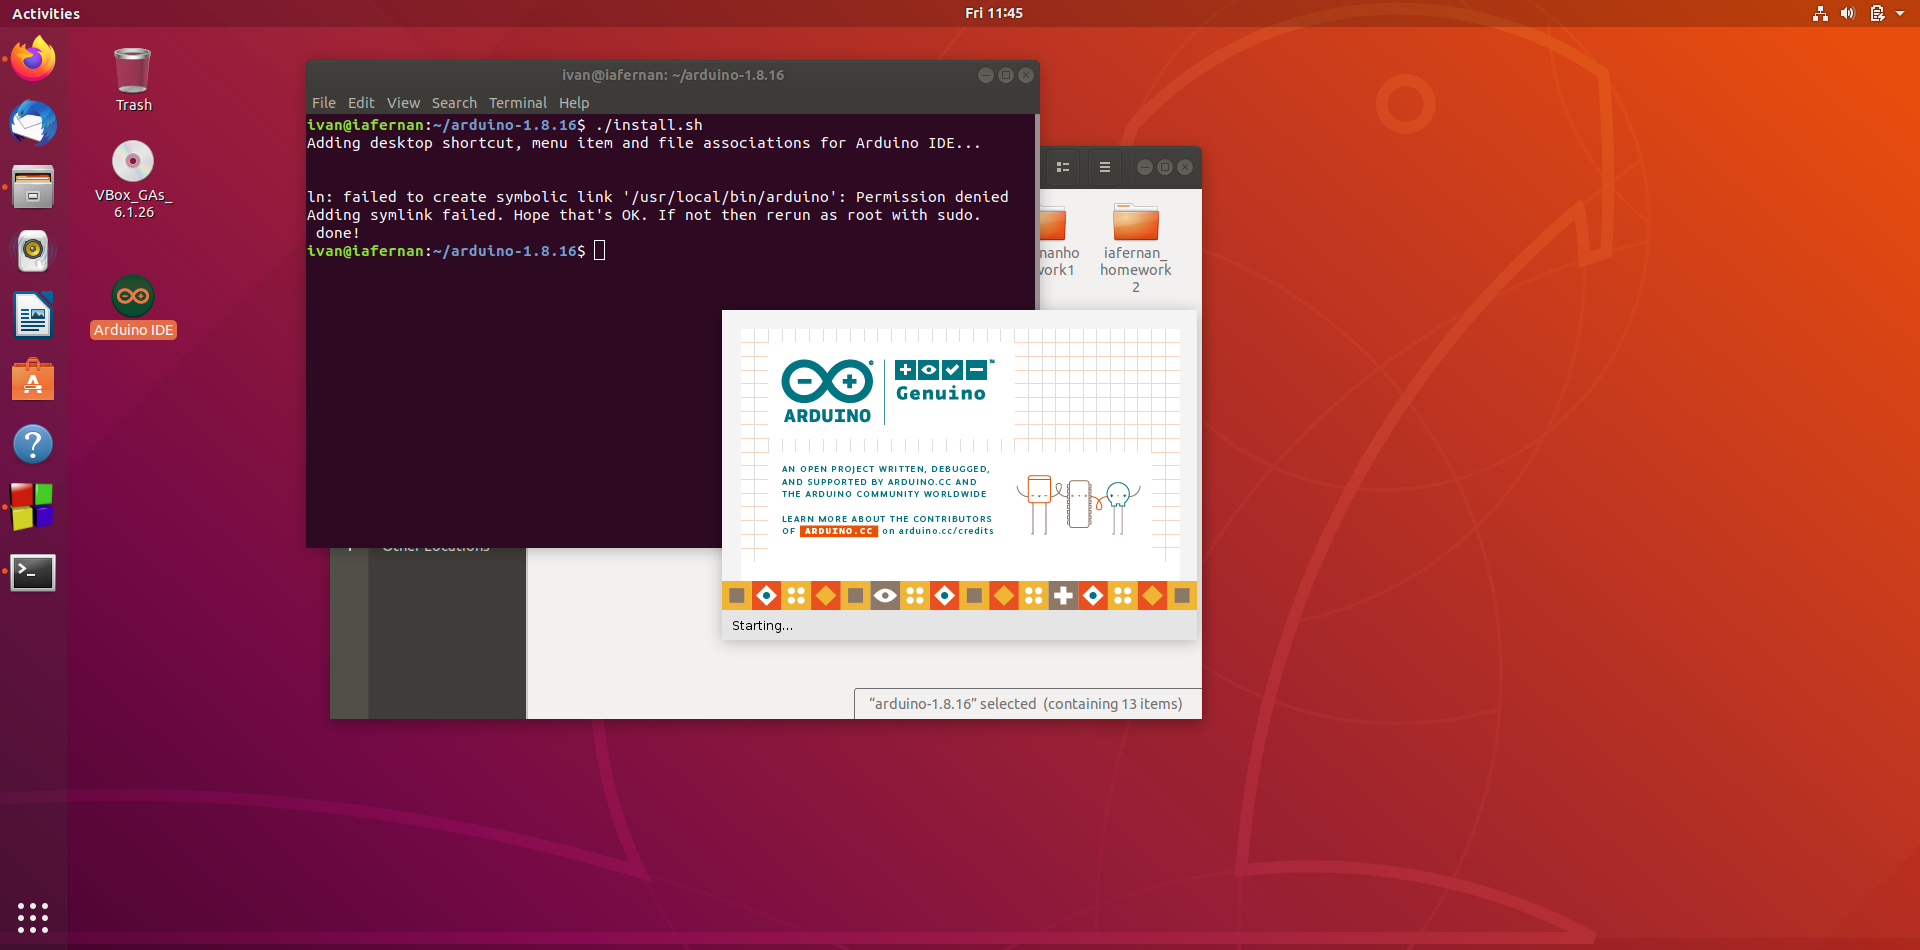 Activities
Fri 11:45
Trash
VBox_GAs_
6.1.26
Arduino IDE
ivan@iafernan: ~/arduino-1.8.16
File Edit View Search Terminal Help
ivan@iafernan:~/arduino-1.8.16$ ./install.sh
Adding desktop shortcut, menu item and file associations for Arduino IDE...
ln: failed to create symbolic link '/usr/local/bin/arduino': Permission denied
Adding symlink failed. Hope that's OK. If not then rerun as root with sudo.
done!
ivan@iafernan:~/arduino-1.8.16$
nanho
work1
iafernan_
homework
2
ARDUINO
Genuino
AN OPEN PROJECT WRITTEN, DEBUGGED,
AND SUPPORTED BY ARDUINO.CC AND
THE ARDUINO COMMUNITY WORLDWIDE
LEARN MORE ABOUT THE CONTRIBUTORS
OF ARDUINO.CC on arduino.cc/credits
Starting...
Other Locations
“arduino-1.8.16” selected (containing 13 items)